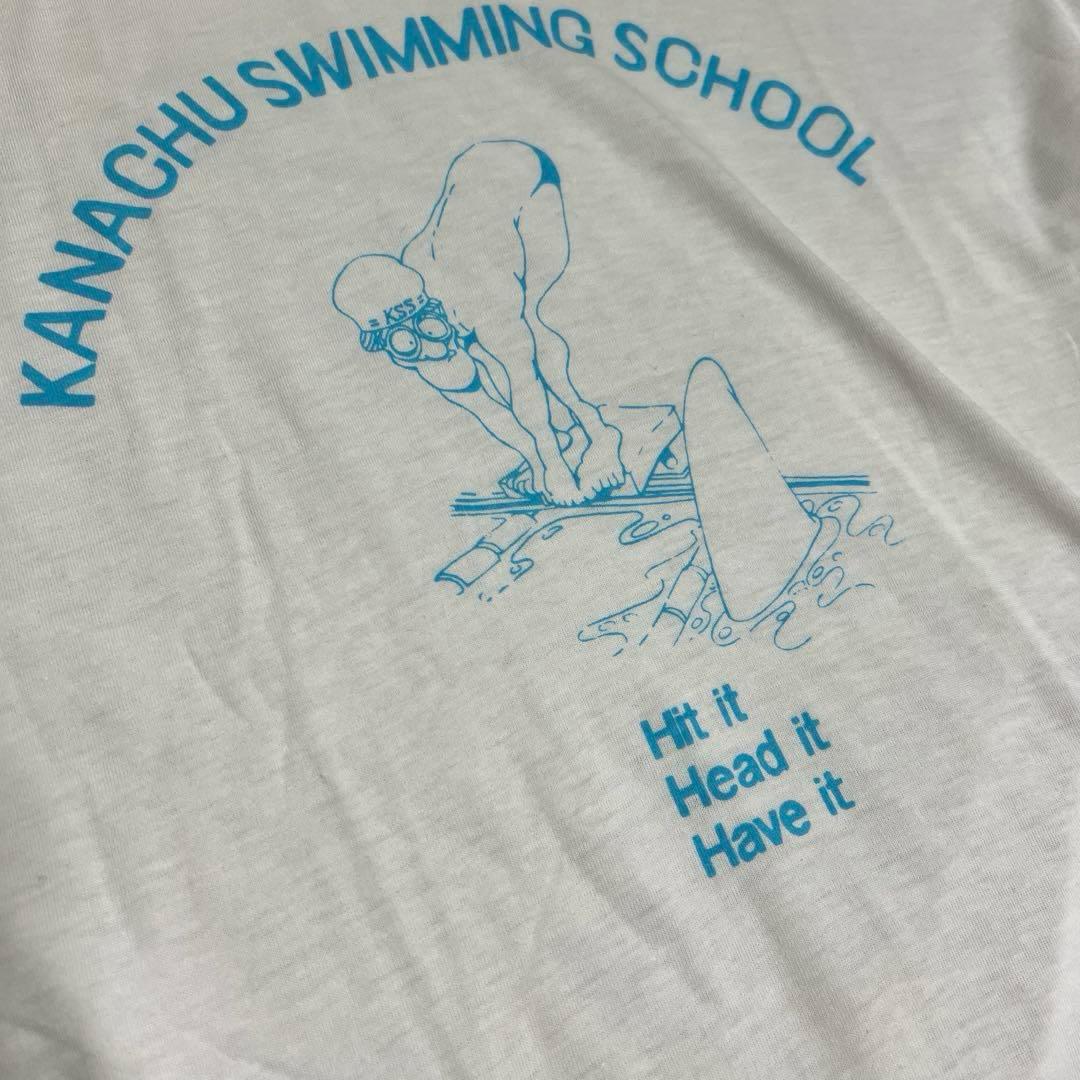 KANACHU SWIMMING SCHOOL
= KSS =
Hit it
Head it
Have it